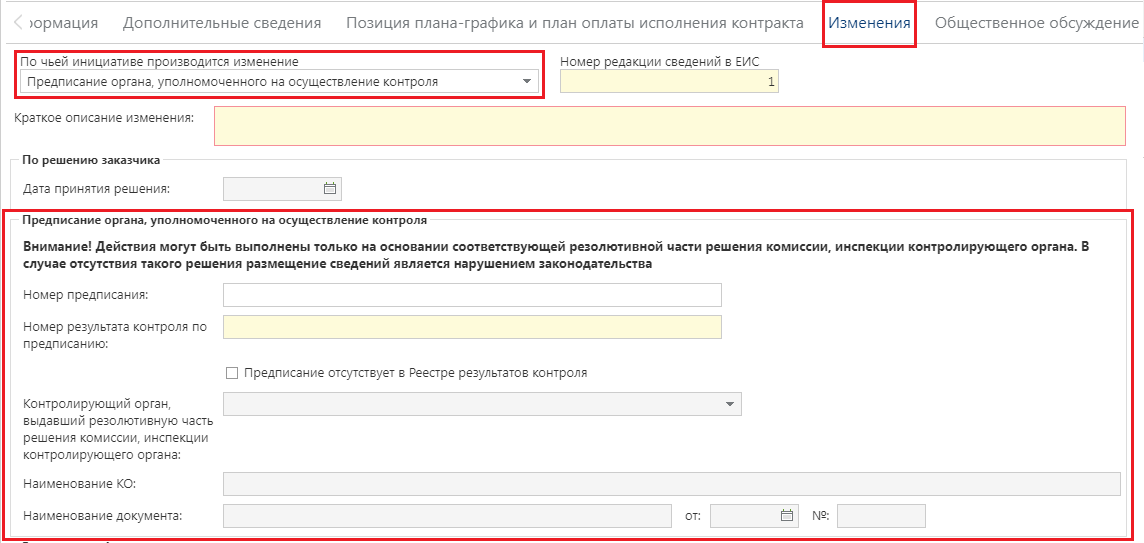 рормация Дополнительные сведения Позиция плана-графика и план оплаты исполнения контракта Изменения Общественное обсуждение
По чьей инициативе производится изменение Номер редакции сведений в ЕИС
Предписание органа, уполномоченного на осуществление контроля 1
Краткое описание изменения:
По решению заказчика
Дата принятия решения:
Предписание органа, уполномоченного на осуществление контроля
Внимание! Действия могут быть выполнены только на основании соответствующей резолютивной части решения комиссии, инспекции контролирующего органа. В
случае отсутствия такого решения размещение сведений является нарушением законодательства
Номер предписания:
Номер результата контроля по
предписанию:
Предписание отсутствует в Реестре результатов контроля
Контролирующий орган,
выдавший резолютивную часть
решения комиссии, инспекции
контролирующего органа:
Наименование КО:
Наименование документа: от: №: